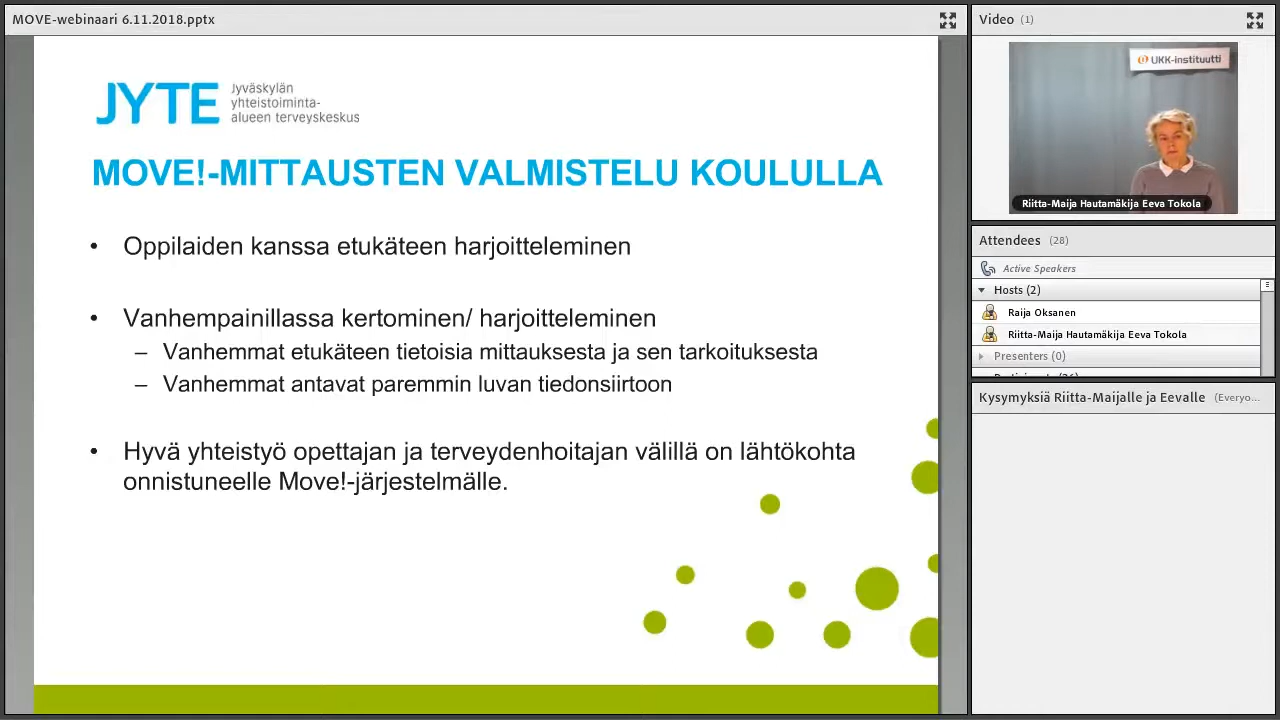 MOVE-webinaari 6.11.2018.pptx
JYTE
Jyväskylän
yhteistoiminta-
alueen terveyskeskus
MOVE!-MITTAUSTEN VALMISTELU KOULULLA
• Oppilaiden kanssa etukäteen harjoitteleminen
• Vanhempainillassa kertominen/ harjoitteleminen
– Vanhemmat etukäteen tietoisia mittauksesta ja sen tarkoituksesta
– Vanhemmat antavat paremmin luvan tiedonsiirtoon
• Hyvä yhteistyö opettajan ja terveydenhoitajan välillä on lähtökohta
onnistuneelle Move!-järjestelmälle.
Video (1)
UKK-instituutti
Riitta-Maija Hautamäkija Eeva Tokola
Attendees (28)
Active Speakers
Hosts (2)
Raija Oksanen
Riitta-Maija Hautamäkija Eeva Tokola
Presenters (0)
Kysymyksiä Riitta-Maijalle ja Eevalle (Everyo...